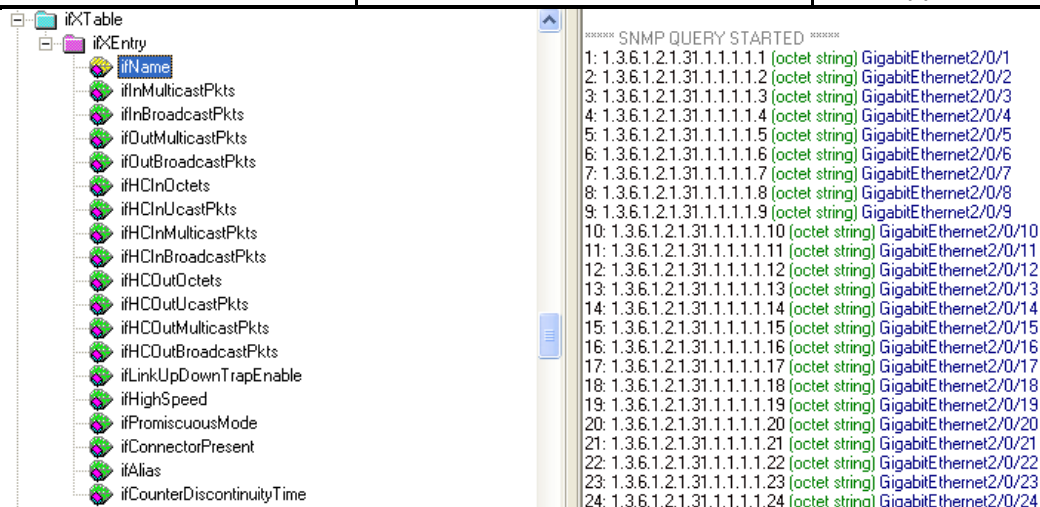 ifXTable
ifXEntry
ifName
ifInMulticastPkts
ifInBroadcastPkts
ifOutMulticastPkts
ifOutBroadcastPkts
ifHCInOctets
ifHCInUcastPkts
ifHCInMulticastPkts
ifHCInBroadcastPkts
ifHCOutOctets
ifHCOutUcastPkts
ifHCOutMulticastPkts
ifHCOutBroadcastPkts
ifLinkUpDownTrapEnable
ifHighSpeed
ifPromiscuousMode
ifConnectorPresent
ifAlias
ifCounterDiscontinuityTime
***** SNMP QUERY STARTED *****
1: 1.3.6.1.2.1.31.1.1.1.1.1 (octet string) GigabitEthernet2/0/1
2: 1.3.6.1.2.1.31.1.1.1.1.2 (octet string) GigabitEthernet2/0/2
3: 1.3.6.1.2.1.31.1.1.1.1.3 (octet string) GigabitEthernet2/0/3
4: 1.3.6.1.2.1.31.1.1.1.1.4 (octet string) GigabitEthernet2/0/4
5: 1.3.6.1.2.1.31.1.1.1.1.5 (octet string) GigabitEthernet2/0/5
6: 1.3.6.1.2.1.31.1.1.1.1.6 (octet string) GigabitEthernet2/0/6
7: 1.3.6.1.2.1.31.1.1.1.1.7 (octet string) GigabitEthernet2/0/7
8: 1.3.6.1.2.1.31.1.1.1.1.8 (octet string) GigabitEthernet2/0/8
9: 1.3.6.1.2.1.31.1.1.1.1.9 (octet string) GigabitEthernet2/0/9
10: 1.3.6.1.2.1.31.1.1.1.1.10 (octet string) GigabitEthernet2/0/10
11: 1.3.6.1.2.1.31.1.1.1.1.11 (octet string) GigabitEthernet2/0/11
12: 1.3.6.1.2.1.31.1.1.1.1.12 (octet string) GigabitEthernet2/0/12
13: 1.3.6.1.2.1.31.1.1.1.1.13 (octet string) GigabitEthernet2/0/13
14: 1.3.6.1.2.1.31.1.1.1.1.14 (octet string) GigabitEthernet2/0/14
15: 1.3.6.1.2.1.31.1.1.1.1.15 (octet string) GigabitEthernet2/0/15
16: 1.3.6.1.2.1.31.1.1.1.1.16 (octet string) GigabitEthernet2/0/16
17: 1.3.6.1.2.1.31.1.1.1.1.17 (octet string) GigabitEthernet2/0/17
18: 1.3.6.1.2.1.31.1.1.1.1.18 (octet string) GigabitEthernet2/0/18
19: 1.3.6.1.2.1.31.1.1.1.1.19 (octet string) GigabitEthernet2/0/19
20: 1.3.6.1.2.1.31.1.1.1.1.20 (octet string) GigabitEthernet2/0/20
21: 1.3.6.1.2.1.31.1.1.1.1.21 (octet string) GigabitEthernet2/0/21
22: 1.3.6.1.2.1.31.1.1.1.1.22 (octet string) GigabitEthernet2/0/22
23: 1.3.6.1.2.1.31.1.1.1.1.23 (octet string) GigabitEthernet2/0/23
24: 1.3.6.1.2.1.31.1.1.1.1.24 (octet string) GigabitEthernet2/0/24